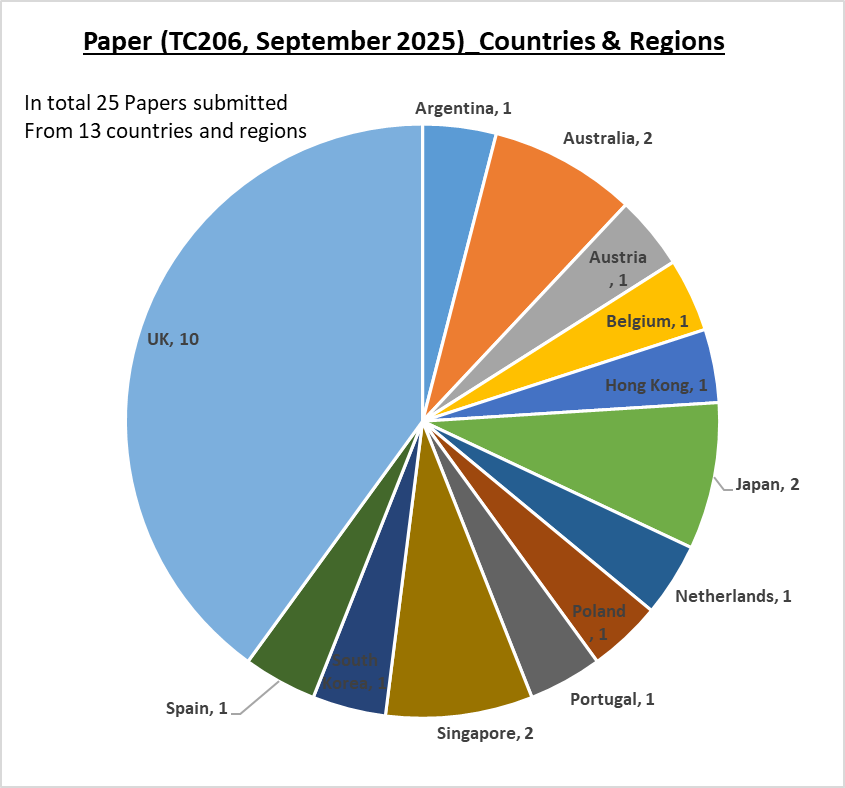 Paper (TC206, September 2025)_Countries & Regions
In total 25 Papers submitted
From 13 countries and regions
Argentina, 1
Australia, 2
Austria
, 1
Belgium, 1
Hong Kong, 1
Japan, 2
Netherlands, 1
Poland
, 1
Portugal, 1
Singapore, 2
South
Korea, 1
Spain, 1
UK, 10